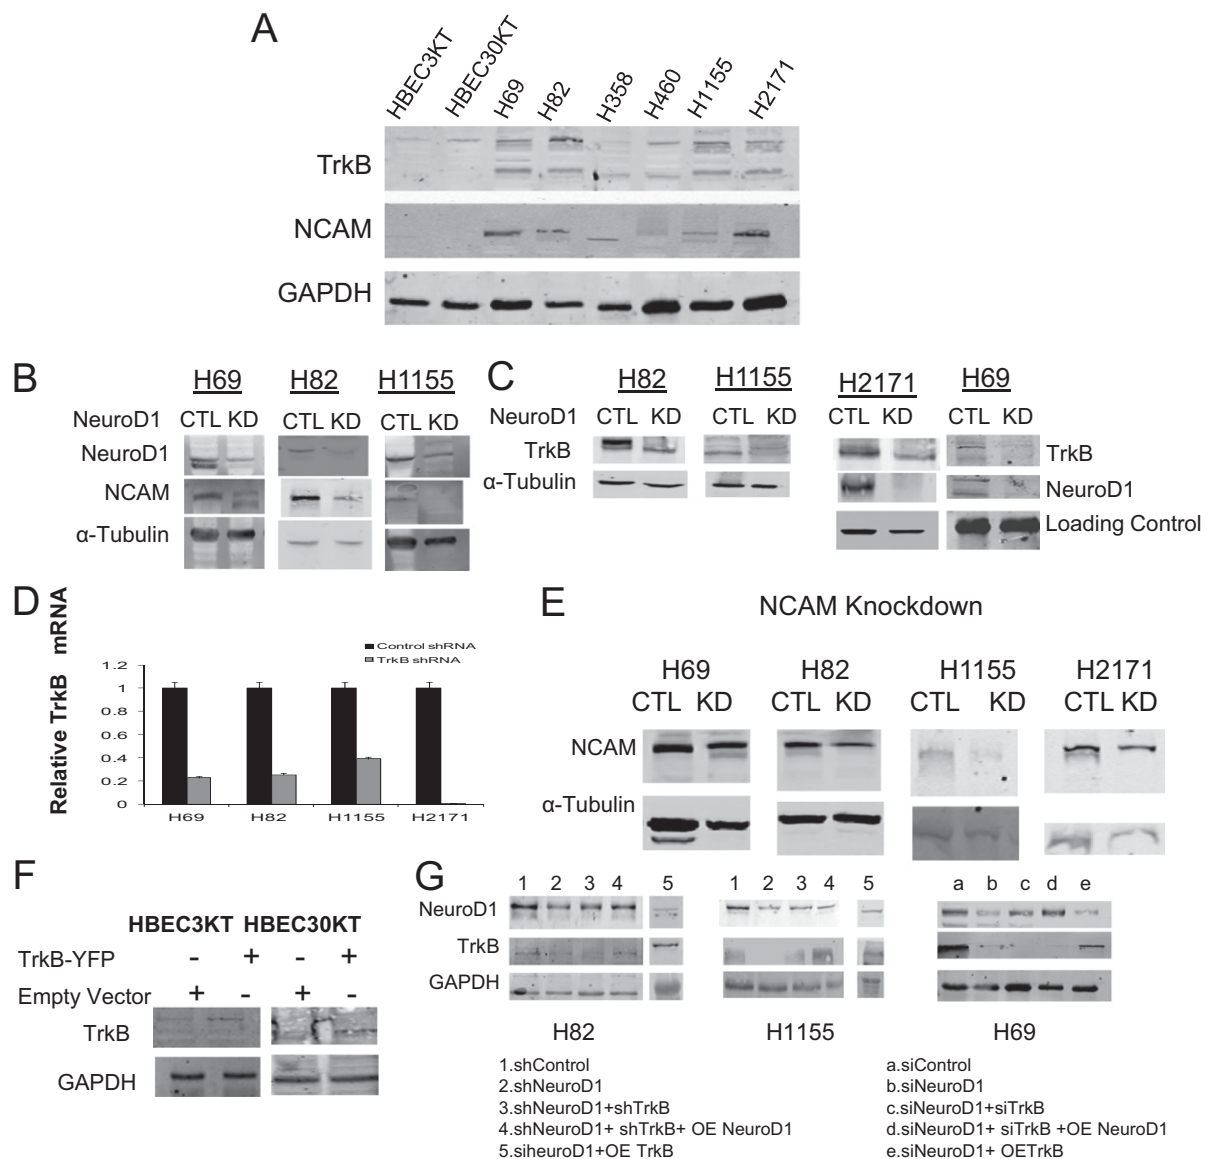 A
HBEC3KT HBEC30KT H69 H82 H358 H460 H1155 H2171
TrkB
NCAM
GAPDH
B
H69 H82 H1155
NeuroD1 CTL KD CTL KD CTL KD
NeuroD1
NCAM
α-Tubulin
C
H82 H1155 H2171 H69
NeuroD1 CTL KD CTL KD CTL KD CTL KD
TrkB
α-Tubulin
TrkB
NeuroD1
Loading Control
D
Relative TrkB mRNA
Control shRNA
TrkB shRNA
1.2
1
0.8
0.6
0.4
0.2
0
H69 H82 H1155 H2171
E
NCAM Knockdown
H69 H82 H1155 H2171
CTL KD CTL KD CTL KD CTL KD
NCAM
α-Tubulin
F
HBEC3KT HBEC30KT
TrkB-YFP - + - +
Empty Vector + - + -
TrkB
GAPDH
G
1 2 3 4 5 1 2 3 4 5 a b c d e
NeuroD1
TrkB
GAPDH
H82 H1155 H69
1.shControl
2.shNeuroD1
3.shNeuroD1+shTrkB
4.shNeuroD1+ shTrkB+ OE NeuroD1
5.siheuroD1+OE TrkB
a.siControl
b.siNeuroD1
c.siNeuroD1+siTrkB
d.siNeuroD1+ siTrkB +OE NeuroD1
e.siNeuroD1+ OETrkB